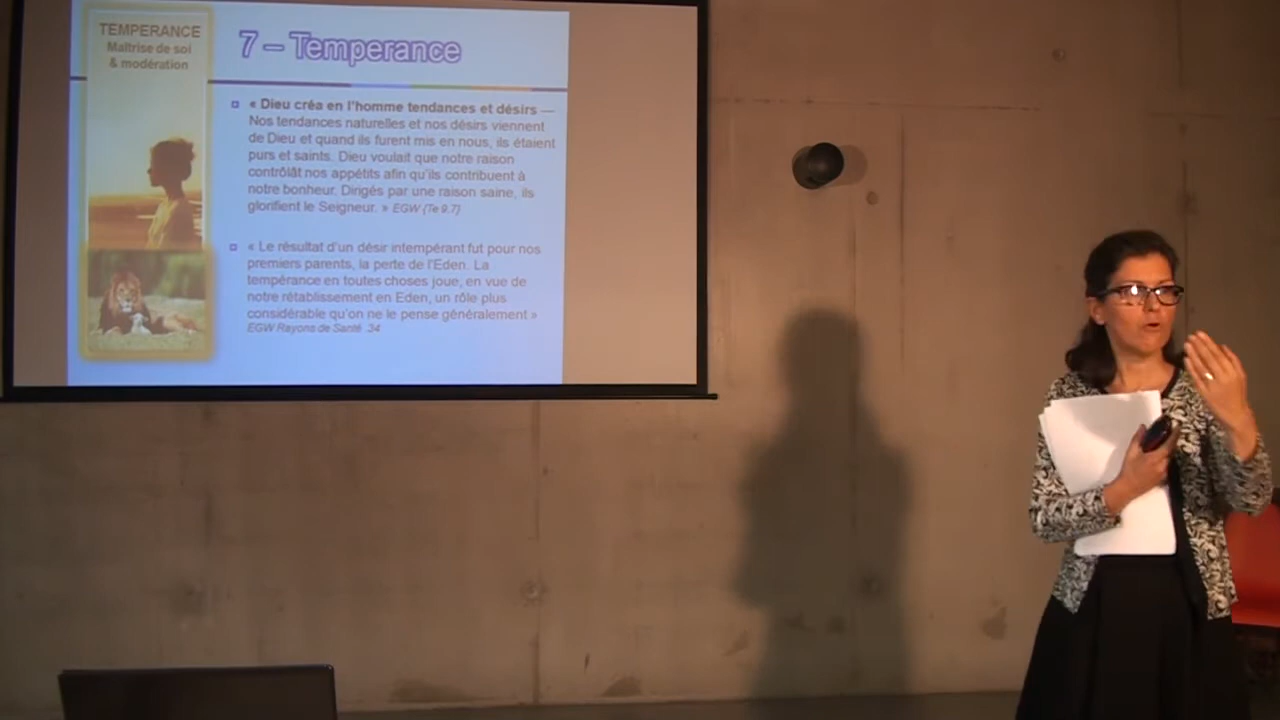 TEMPERANCE
Maîtrise de soi
& modération
7 – Temperance
« Dieu créa en l'homme tendances et désirs —
Nos tendances naturelles et nos désirs viennent
de Dieu et quand ils furent mis en nous, ils étaient
purs et saints. Dieu voulait que notre raison
contrôlât nos appétits afin qu'ils contribuent à
notre bonheur. Dirigés par une raison saine, ils
glorifient le Seigneur. » EGW {Te 9.7}
« Le résultat d'un désir intempérant fut pour nos
premiers parents, la perte de l'Eden. La
tempérance en toutes choses joue, en vue de
notre rétablissement en Eden, un rôle plus
considérable qu'on ne le pense généralement »
EGW Rayons de Santé .34